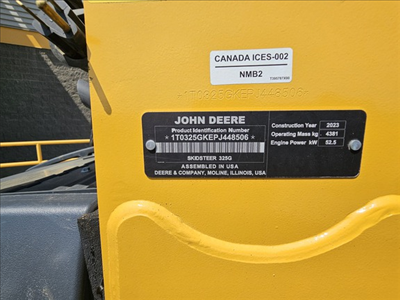 CANADA ICES-002
NMB2
JOHN DEERE
Product Identification Number
*1T0325GKEPJ448506*
SKIDSTEER 325G
ASSEMBLED IN USA
DEERE & COMPANY, MOLINE, ILLINOIS, USA
Construction Year 2023
Operating Mass kg 4381
Engine Power kW 52.5